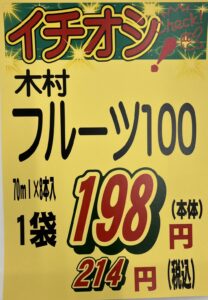 イチオシ
Check!
木村
フルーツ100
70ml×8本入
1袋
198円
(本体)
214円
(税込)